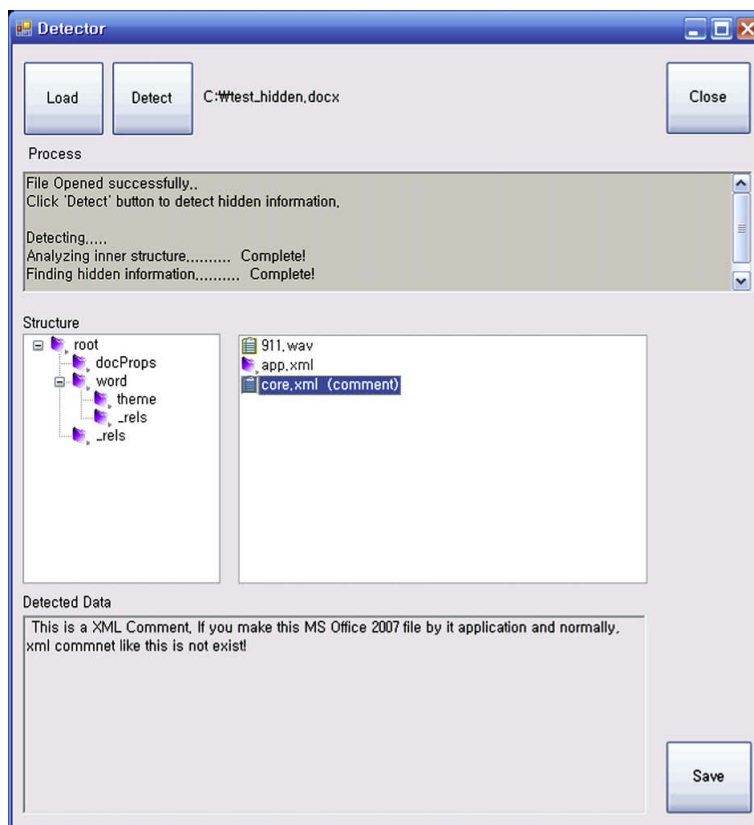 Detector
Load
Detect
C:₩test_hidden.docx
Close
Process
File Opened successfully..
Click 'Detect' button to detect hidden information.
Detecting.....
Analyzing inner structure.......... Complete!
Finding hidden information.......... Complete!
Structure
root
docProps
word
theme
_rels
_rels
911.wav
app.xml
core.xml (comment)
Detected Data
This is a XML Comment, If you make this MS Office 2007 file by it application and normally,
xml commnet like this is not exist!
Save